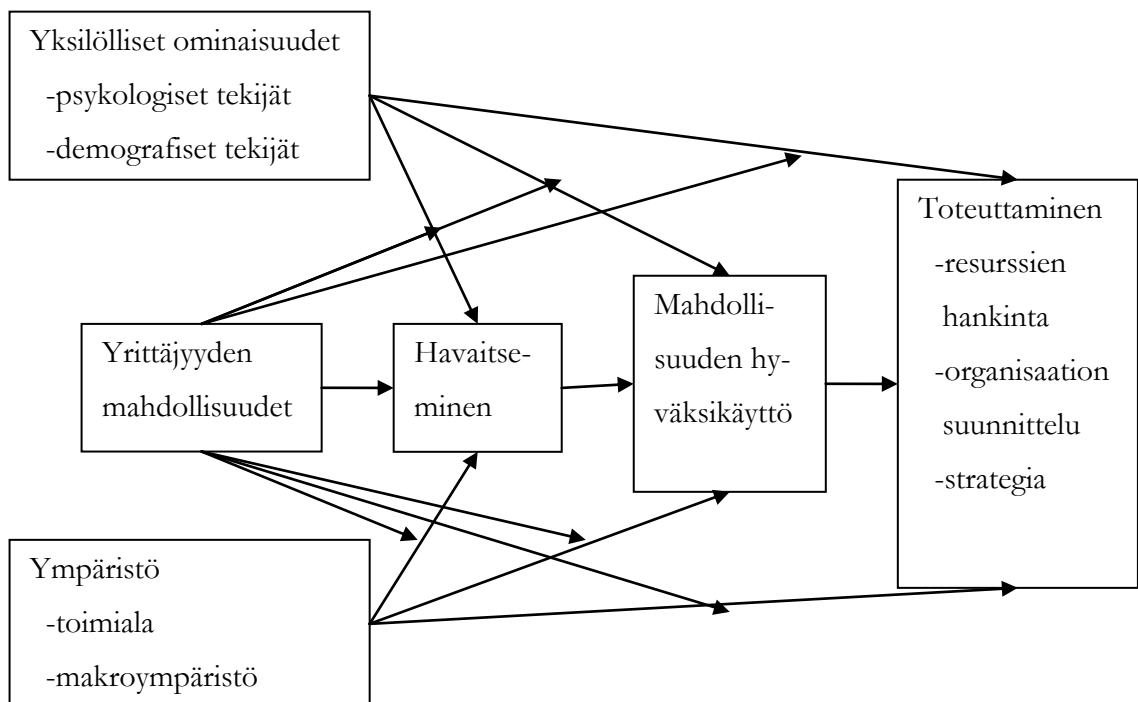 Yksilölliset ominaisuudet
-psykologiset tekijät
-demografiset tekijät
Yrittäjyyden
mahdollisuudet
Havaitse-
minen
Mahdolli-
suuden hy-
väksikäyttö
Toteuttaminen
-resurssien
hankinta
-organisaation
suunnittelu
-strategia
Ympäristö
-toimiala
-makroympäristö